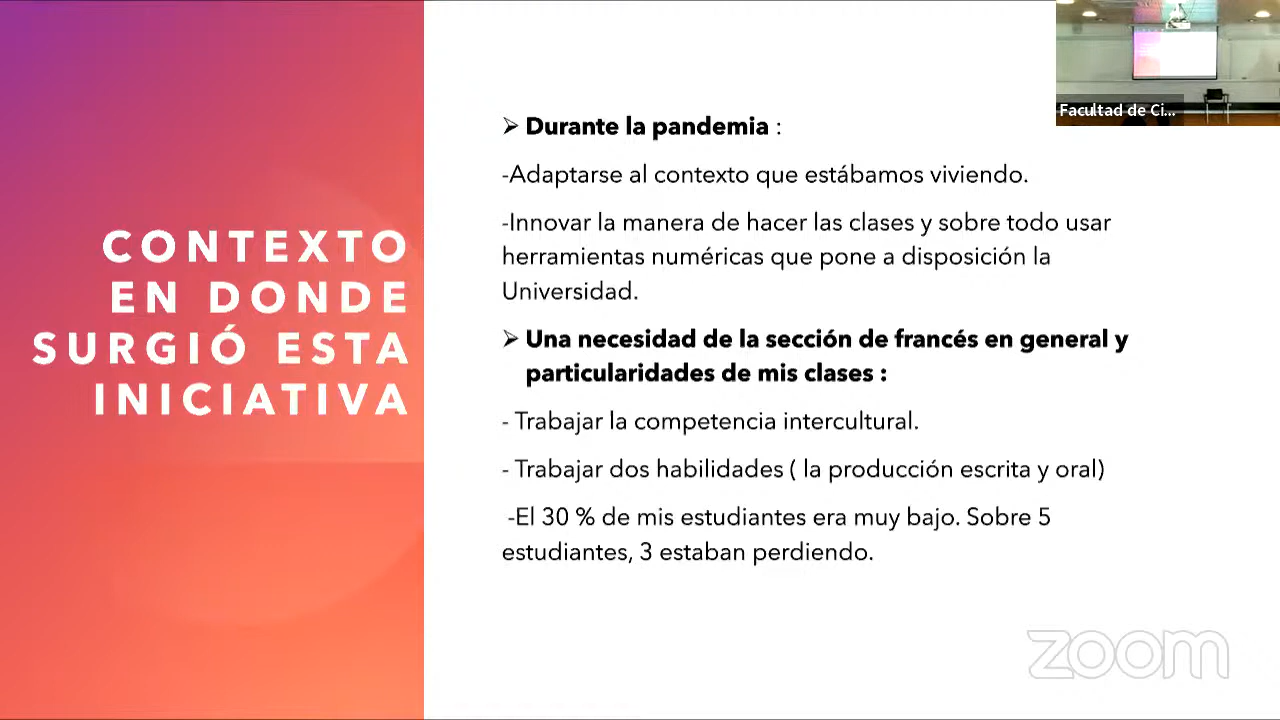 Facultad de Ci...
CONTEXTO
EN DONDE
SURGIÓ ESTA
INICIATIVA
➢ Durante la pandemia :
-Adaptarse al contexto que estábamos viviendo.
-Innovar la manera de hacer las clases y sobre todo usar
herramientas numéricas que pone a disposición la
Universidad.
➢ Una necesidad de la sección de francés en general y
particularidades de mis clases :
- Trabajar la competencia intercultural.
- Trabajar dos habilidades ( la producción escrita y oral)
-El 30 % de mis estudiantes era muy bajo. Sobre 5
estudiantes, 3 estaban perdiendo.
zoom